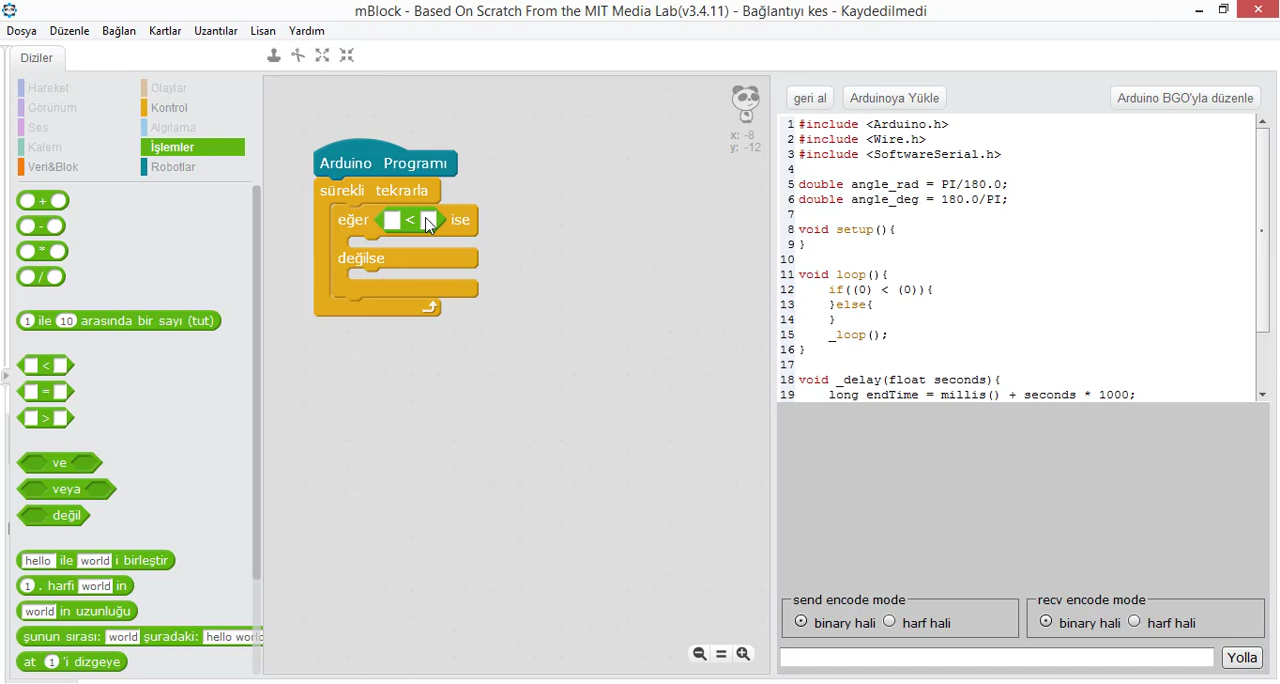 mBlock - Based On Scratch From the MIT Media Lab(v3.4.11) - Bağlantıyı kes - Kaydedilmedi
Dosya Düzenle Bağlan Kartlar Uzantılar Lisan Yardım
Diziler
Hareket Olaylar
Görünüm Kontrol
Ses Algılama
Kalem İşlemler
Veri&Blok Robotlar
+
-
*
/
1 ile 10 arasında bir sayı (tut)
<
=
>
ve
veya
değil
hello ile world i birleştir
1 . harfi world in
world in uzunluğu
şunun sırası: world şuradaki: hello world
at 1 'i dizgeye
Arduino Programı
sürekli tekrarla
eğer < ise
değilse
x: -8
y: -12
geri al Arduinoya Yükle Arduino BGO'yla düzenle
1 #include <Arduino.h>
2 #include <Wire.h>
3 #include <SoftwareSerial.h>
4
5 double angle_rad = PI/180.0;
6 double angle_deg = 180.0/PI;
7
8 void setup(){
9 }
10
11 void loop(){
12 if((0) < (0)){
13 }else{
14 }
15 _loop();
16 }
17
18 void _delay(float seconds){
19 long endTime = millis() + seconds * 1000;
send encode mode
binary hali harf hali
recv encode mode
binary hali harf hali
Yolla